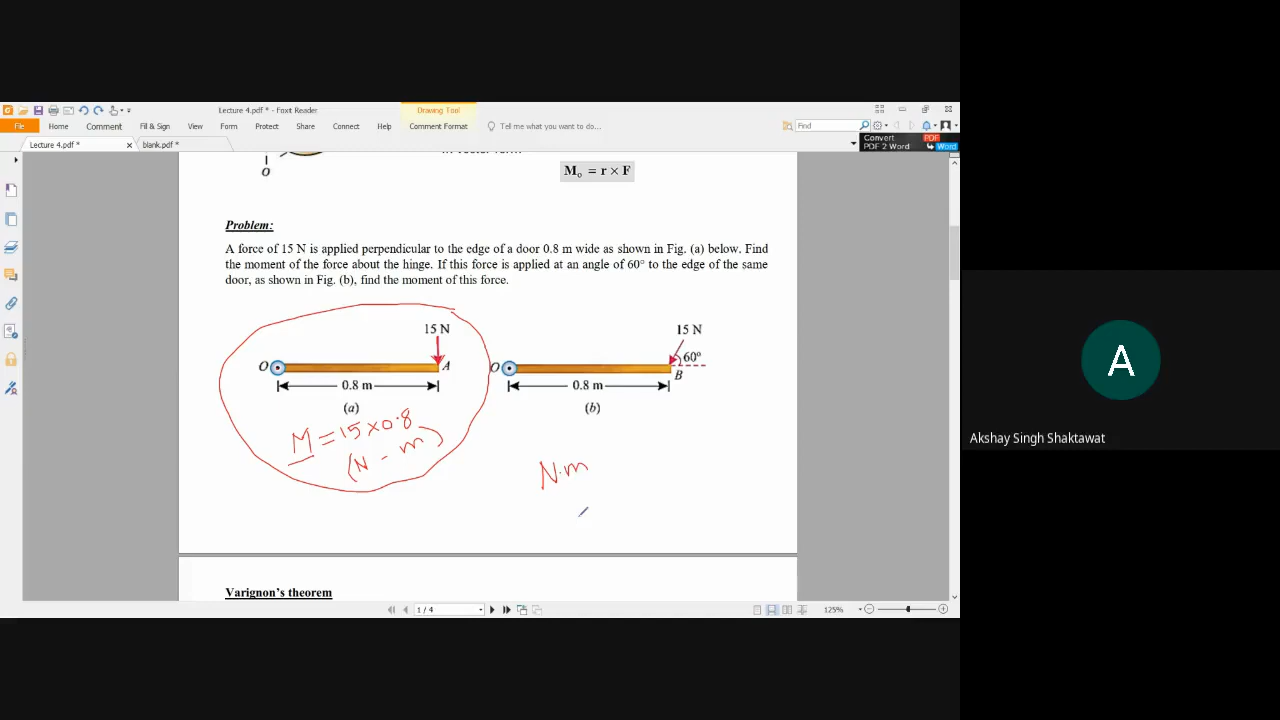 Lecture 4.pdf * - Foxit Reader
Drawing Tool
File
Home
Comment
Fill & Sign
View
Form
Protect
Share
Connect
Help
Comment Format
Tell me what you want to do...
Find
Lecture 4.pdf *
blank.pdf *
Convert PDF
PDF 2 Word Word
O
M₀ = r × F
Problem:
A force of 15 N is applied perpendicular to the edge of a door 0.8 m wide as shown in Fig. (a) below. Find
the moment of the force about the hinge. If this force is applied at an angle of 60° to the edge of the same
door, as shown in Fig. (b), find the moment of this force.
15 N
O
A
0.8 m
(a)
M = 15 × 0.8
(N - m)
15 N
60°
O
B
0.8 m
(b)
N.m
Varignon's theorem
1 / 4
125%
A
Akshay Singh Shaktawat